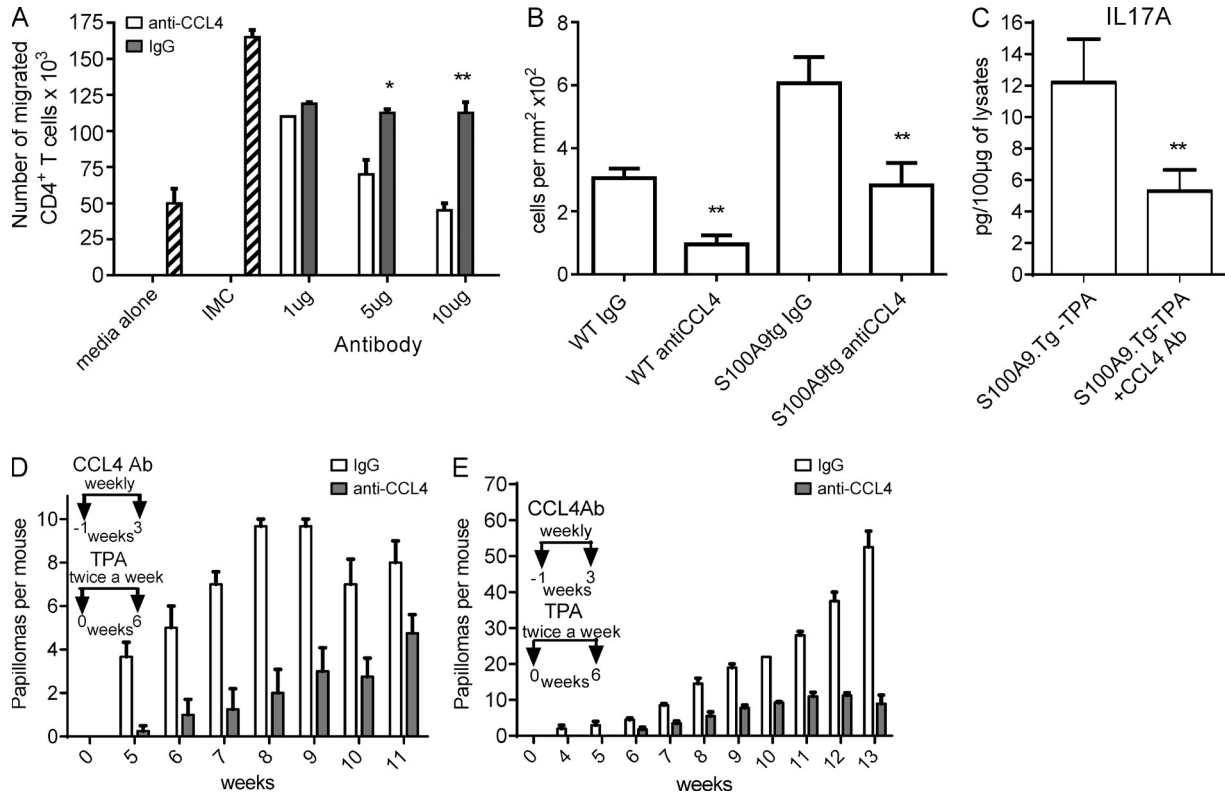 A
anti-CCL4
IgG
Number of migrated
CD4+ T cells x 10³
175
150
125
100
75
50
25
0
*
**
media alone
IMC
1ug
5ug
10ug
Antibody
B
cells per mm² x10²
8
6
4
2
0
**
**
WT IgG
WT antiCCL4
S100A9tg IgG
S100A9tg antiCCL4
C
IL17A
pg/100µg of lysates
16
14
12
10
8
6
4
2
0
**
S100A9.Tg -TPA
S100A9.Tg-TPA
+CCL4 Ab
D
IgG
anti-CCL4
CCL4 Ab
weekly
-1 weeks 3
TPA
twice a week
0 weeks 6
Papillomas per mouse
10
8
6
4
2
0
0 5 6 7 8 9 10 11
weeks
E
IgG
anti-CCL4
CCL4Ab
weekly
-1 weeks 3
TPA
twice a week
0 weeks 6
Papillomas per mouse
70
60
50
40
30
20
10
0
0 4 5 6 7 8 9 10 11 12 13
weeks